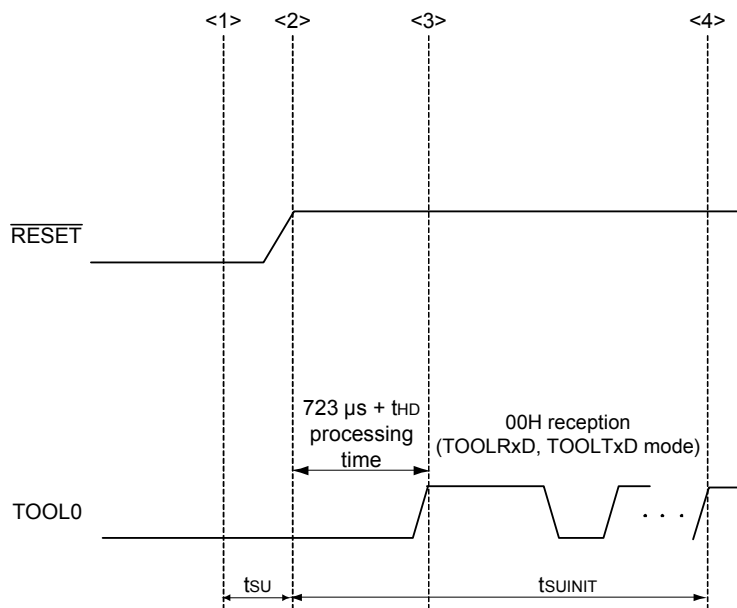 <1> <2> <3> <4>
RESET
723 µs + tHD
processing
time
00H reception
(TOOLRxD, TOOLTxD mode)
TOOL0
. . .
tSU
tSUINIT